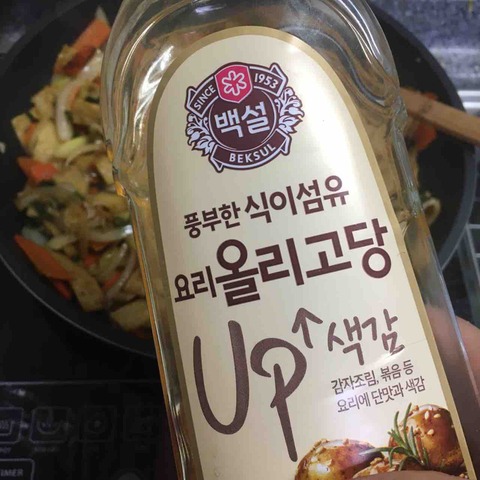 SINCE 1953
백설
BEKSUL
풍부한 식이섬유
요리 올리고당
UP 색감
감자조림, 볶음 등
요리에 단맛과 색감